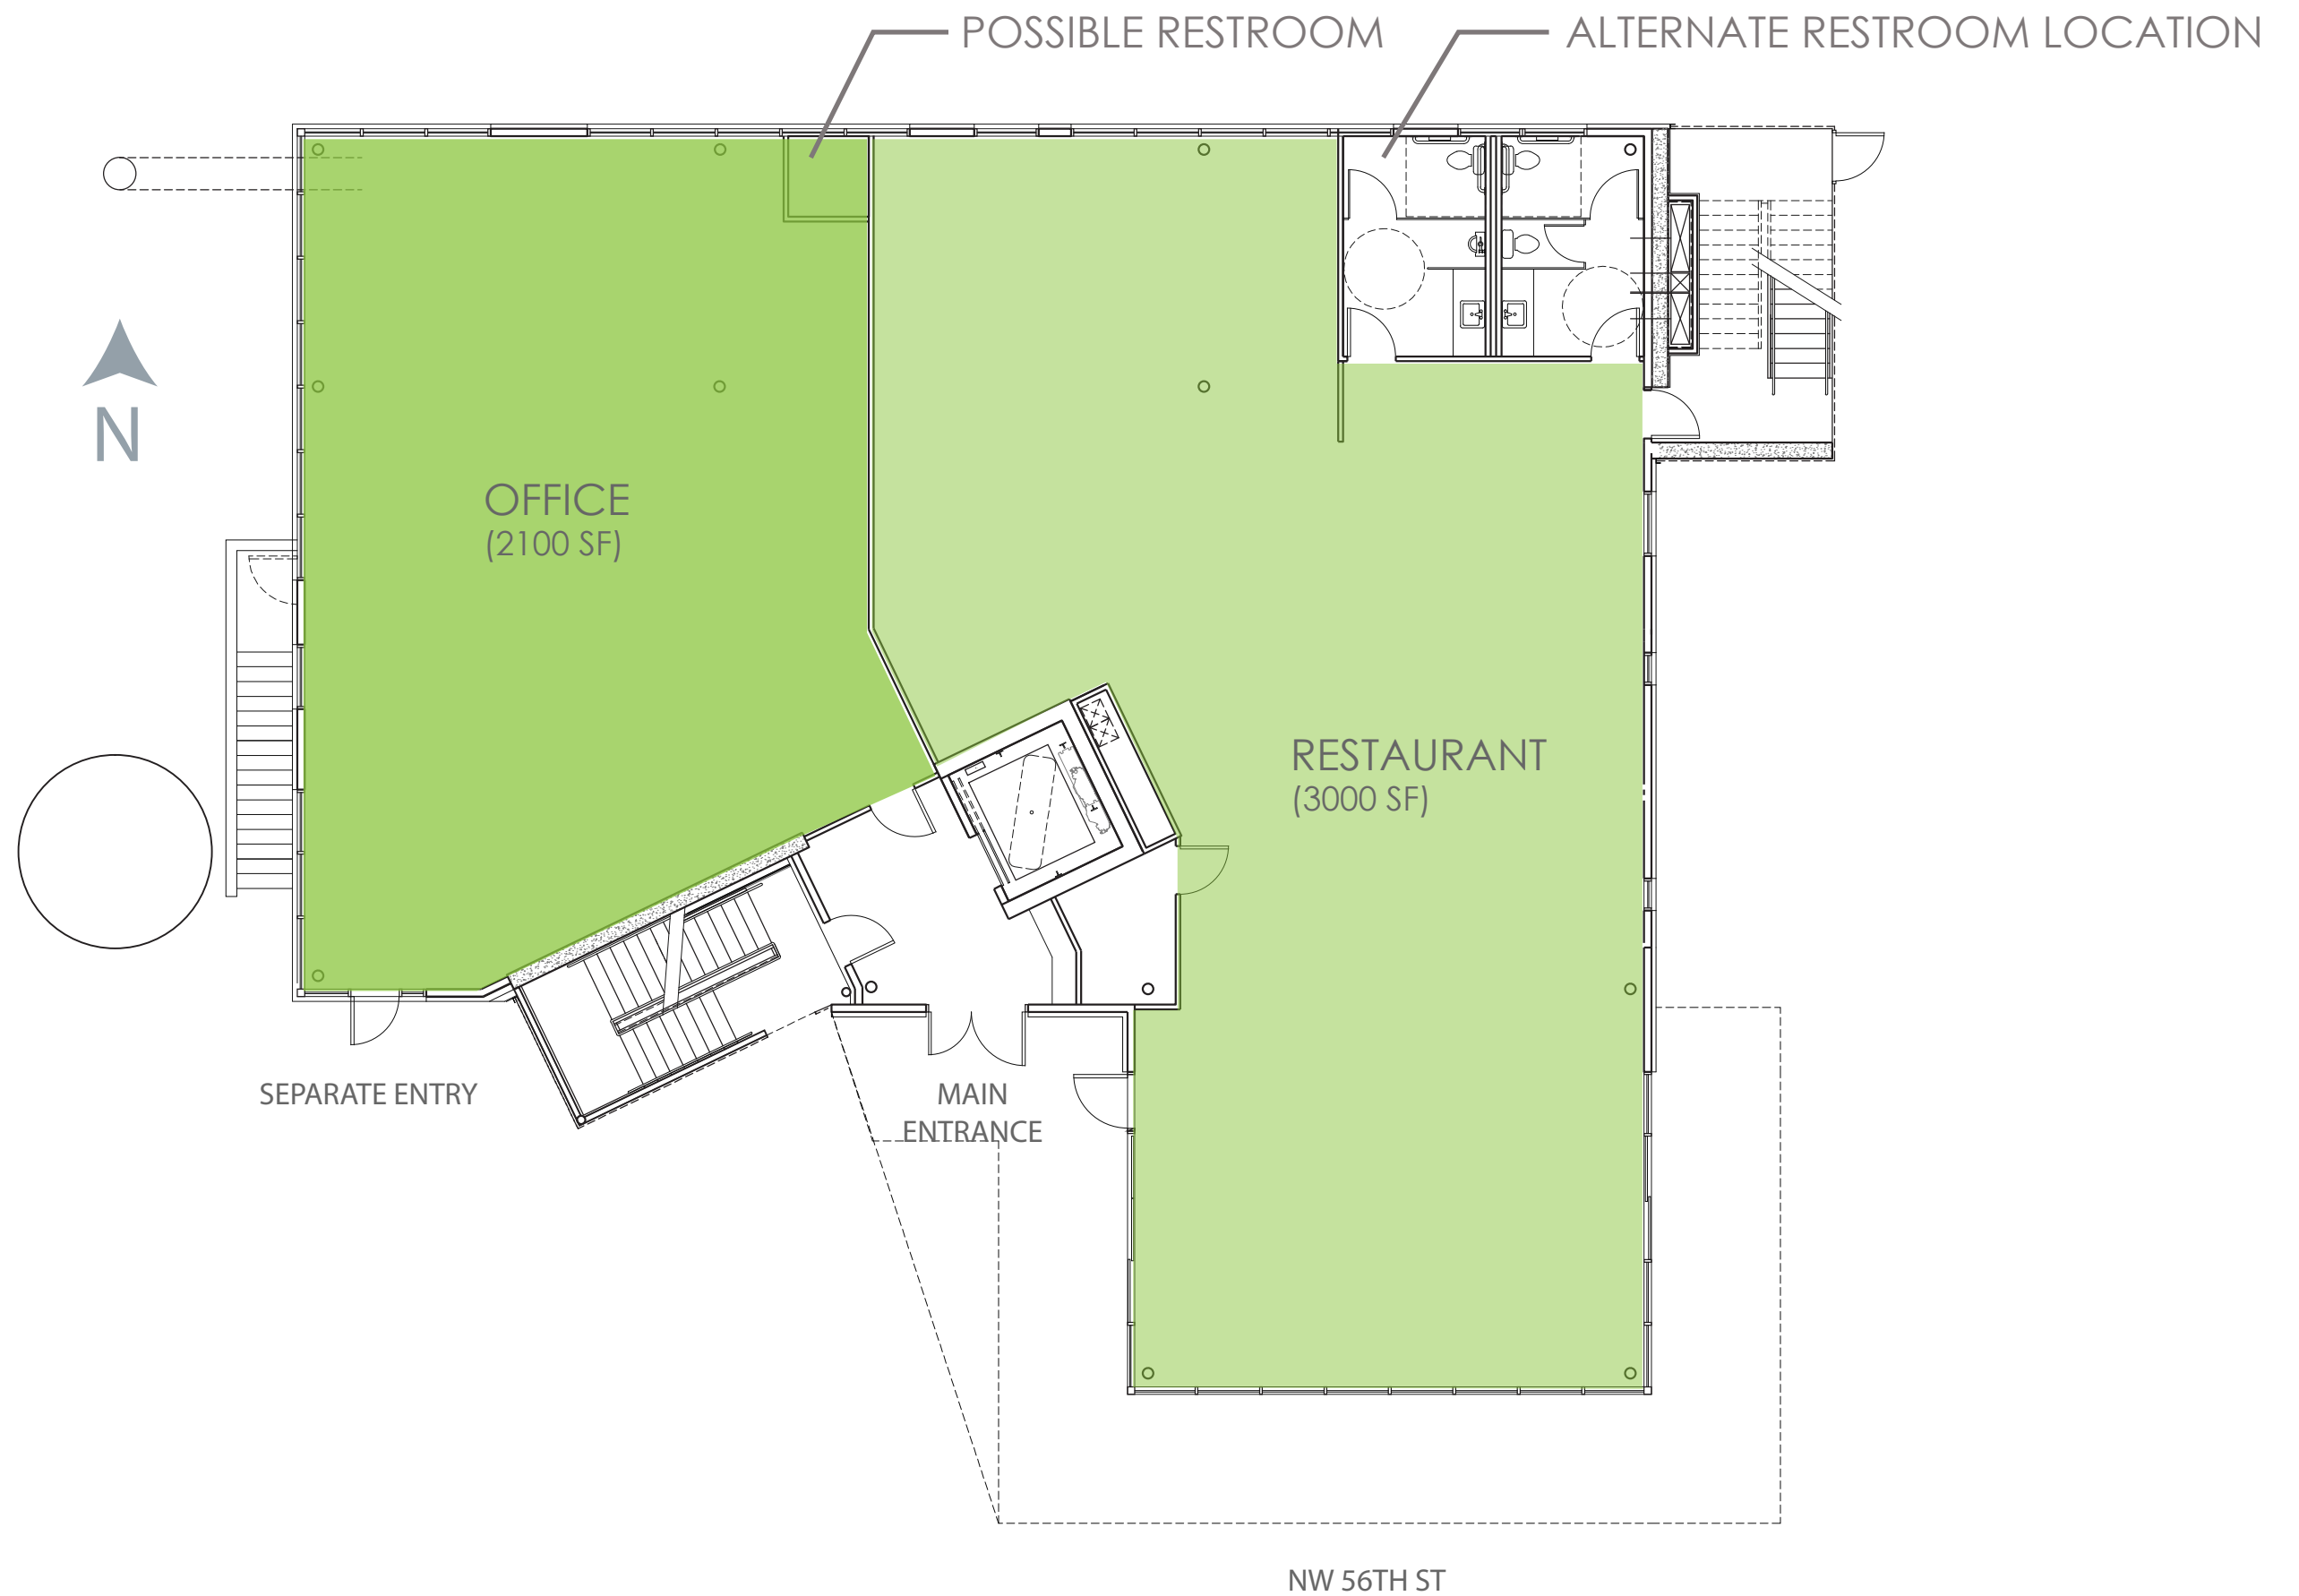 POSSIBLE RESTROOM
ALTERNATE RESTROOM LOCATION
N
OFFICE
(2100 SF)
RESTAURANT
(3000 SF)
SEPARATE ENTRY
MAIN
ENTRANCE
NW 56TH ST